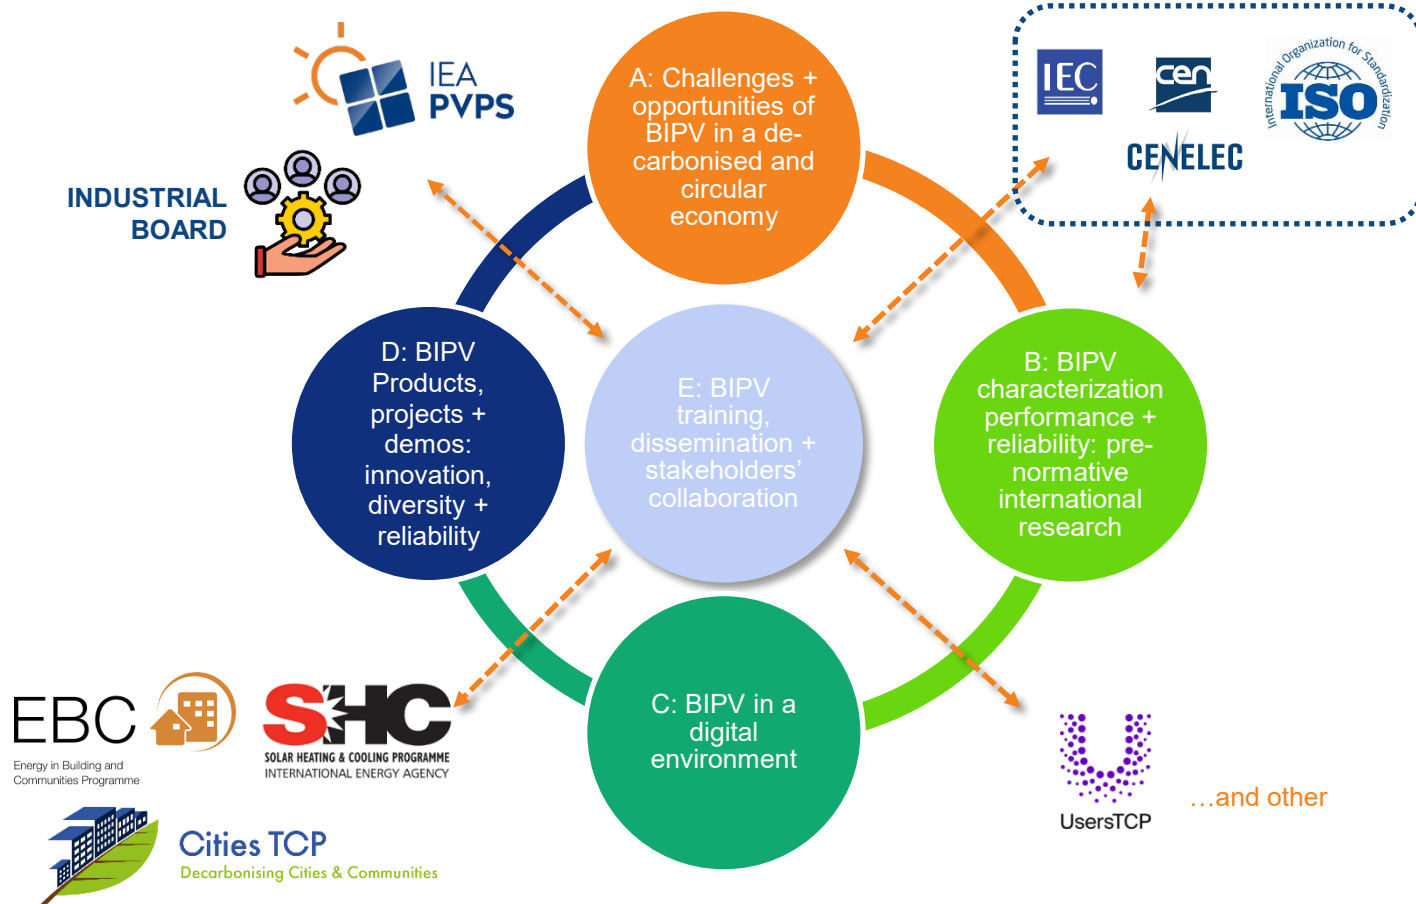 IEA
PVPS
INDUSTRIAL
BOARD
A: Challenges +
opportunities of
BIPV in a de-
carbonised and
circular
economy
IEC
cen
CENELEC
International Organization for Standardization
ISO
D: BIPV
Products,
projects +
demos:
innovation,
diversity +
reliability
E: BIPV
training,
dissemination +
stakeholders’
collaboration
B: BIPV
characterization
performance +
reliability: pre-
normative
international
research
C: BIPV in a
digital
environment
EBC
Energy in Building and
Communities Programme
SHC
SOLAR HEATING & COOLING PROGRAMME
INTERNATIONAL ENERGY AGENCY
Cities TCP
Decarbonising Cities & Communities
UsersTCP
…and other